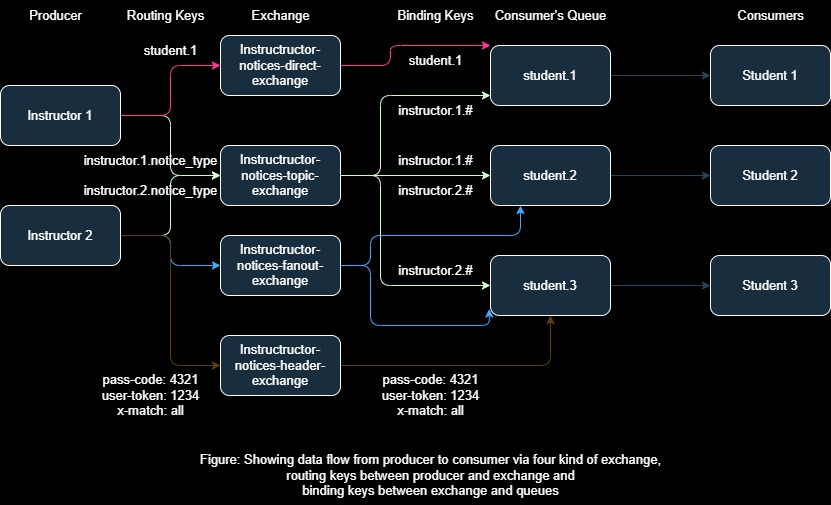 Producer
Routing Keys
Exchange
Binding Keys
Consumer's Queue
Consumers
student.1
Instructructor-
notices-direct-
exchange
student.1
student.1
Student 1
Instructor 1
instructor.1.#
instructor.1.notice_type
instructor.2.notice_type
Instructructor-
notices-topic-
exchange
instructor.1.#
instructor.2.#
student.2
Student 2
Instructor 2
Instructructor-
notices-fanout-
exchange
instructor.2.#
student.3
Student 3
Instructructor-
notices-header-
exchange
pass-code: 4321
user-token: 1234
x-match: all
pass-code: 4321
user-token: 1234
x-match: all
Figure: Showing data flow from producer to consumer via four kind of exchange,
routing keys between producer and exchange and
binding keys between exchange and queues